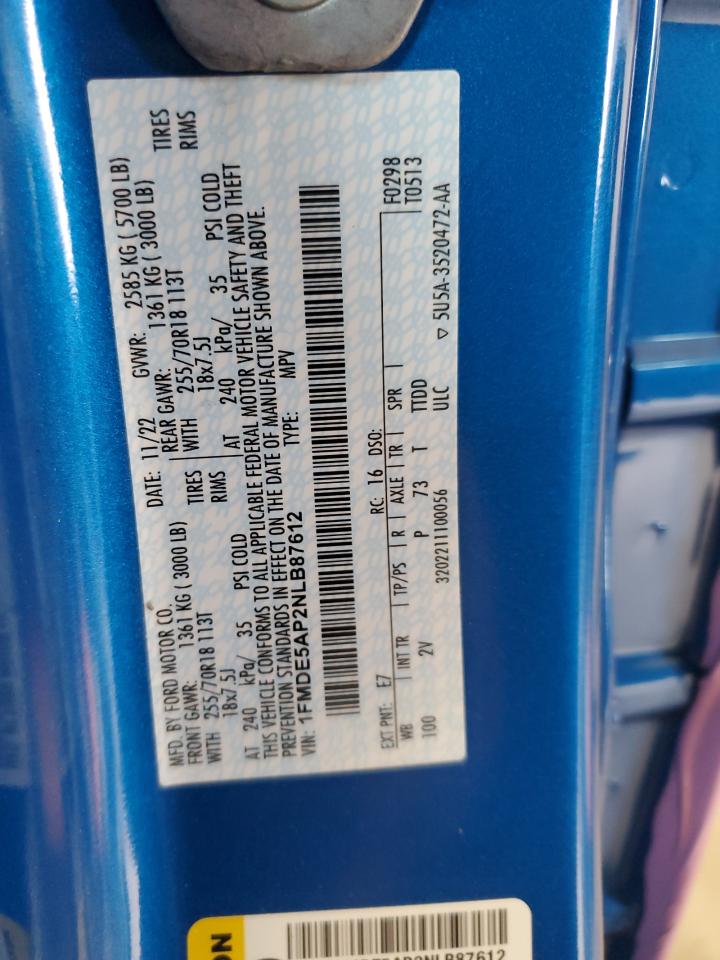 MFD. BY FORD MOTOR CO.
DATE: 11/22 GVWR: 2585 KG ( 5700 LB)
FRONT GAWR: 1361 KG ( 3000 LB) REAR GAWR: 1361 KG ( 3000 LB)
WITH 255/70R18 113T TIRES WITH 255/70R18 113T TIRES
18x7.5J RIMS 18x7.5J RIMS
AT 240 kPa/ 35 PSI COLD AT 240 kPa/ 35 PSI COLD
THIS VEHICLE CONFORMS TO ALL APPLICABLE FEDERAL MOTOR VEHICLE SAFETY AND THEFT
PREVENTION STANDARDS IN EFFECT ON THE DATE OF MANUFACTURE SHOWN ABOVE.
VIN: 1FMDE5AP2NLB87612 TYPE: MPV
EXT PNT: E7 RC: 16 DSO: F0298
WB INT TR TP/PS R AXLE TR SPR T0513
100 2V P 73 T TTDD
3202211100056 ULC ▽ 5U5A-3520472-AA
ON
NLB87612